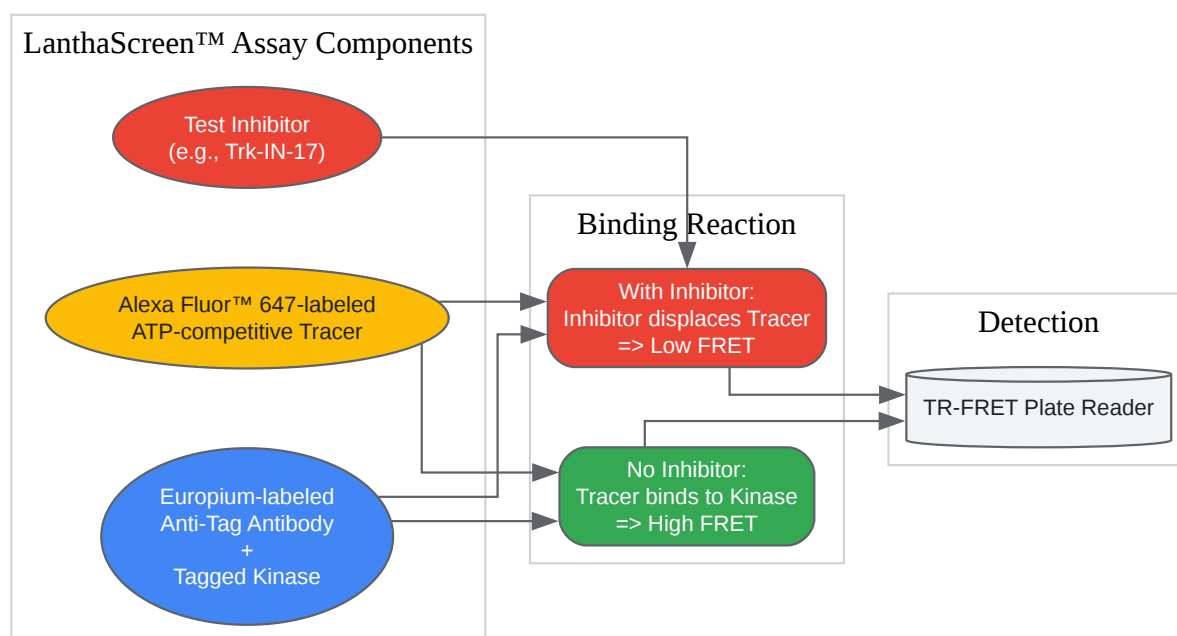 LanthaScreen™ Assay Components
Test Inhibitor
(e.g., Trk-IN-17)
Alexa Fluor™ 647-labeled
ATP-competitive Tracer
Europium-labeled
Anti-Tag Antibody
+
Tagged Kinase
Binding Reaction
With Inhibitor:
Inhibitor displaces Tracer
=> Low FRET
No Inhibitor:
Tracer binds to Kinase
=> High FRET
Detection
TR-FRET Plate Reader